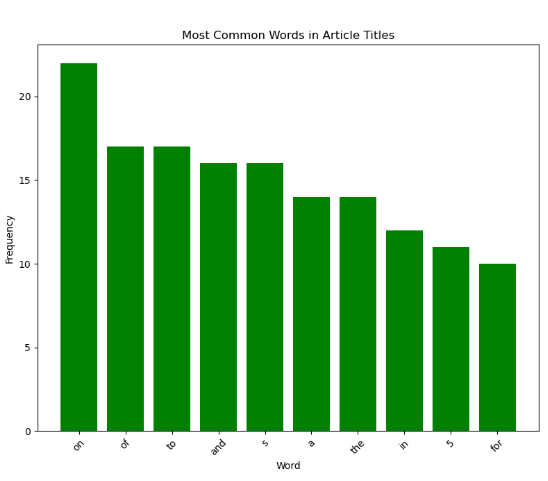 Most Common Words in Article Titles
Frequency
20
15
10
5
0
on
of
to
and
s
a
the
in
5
for
Word